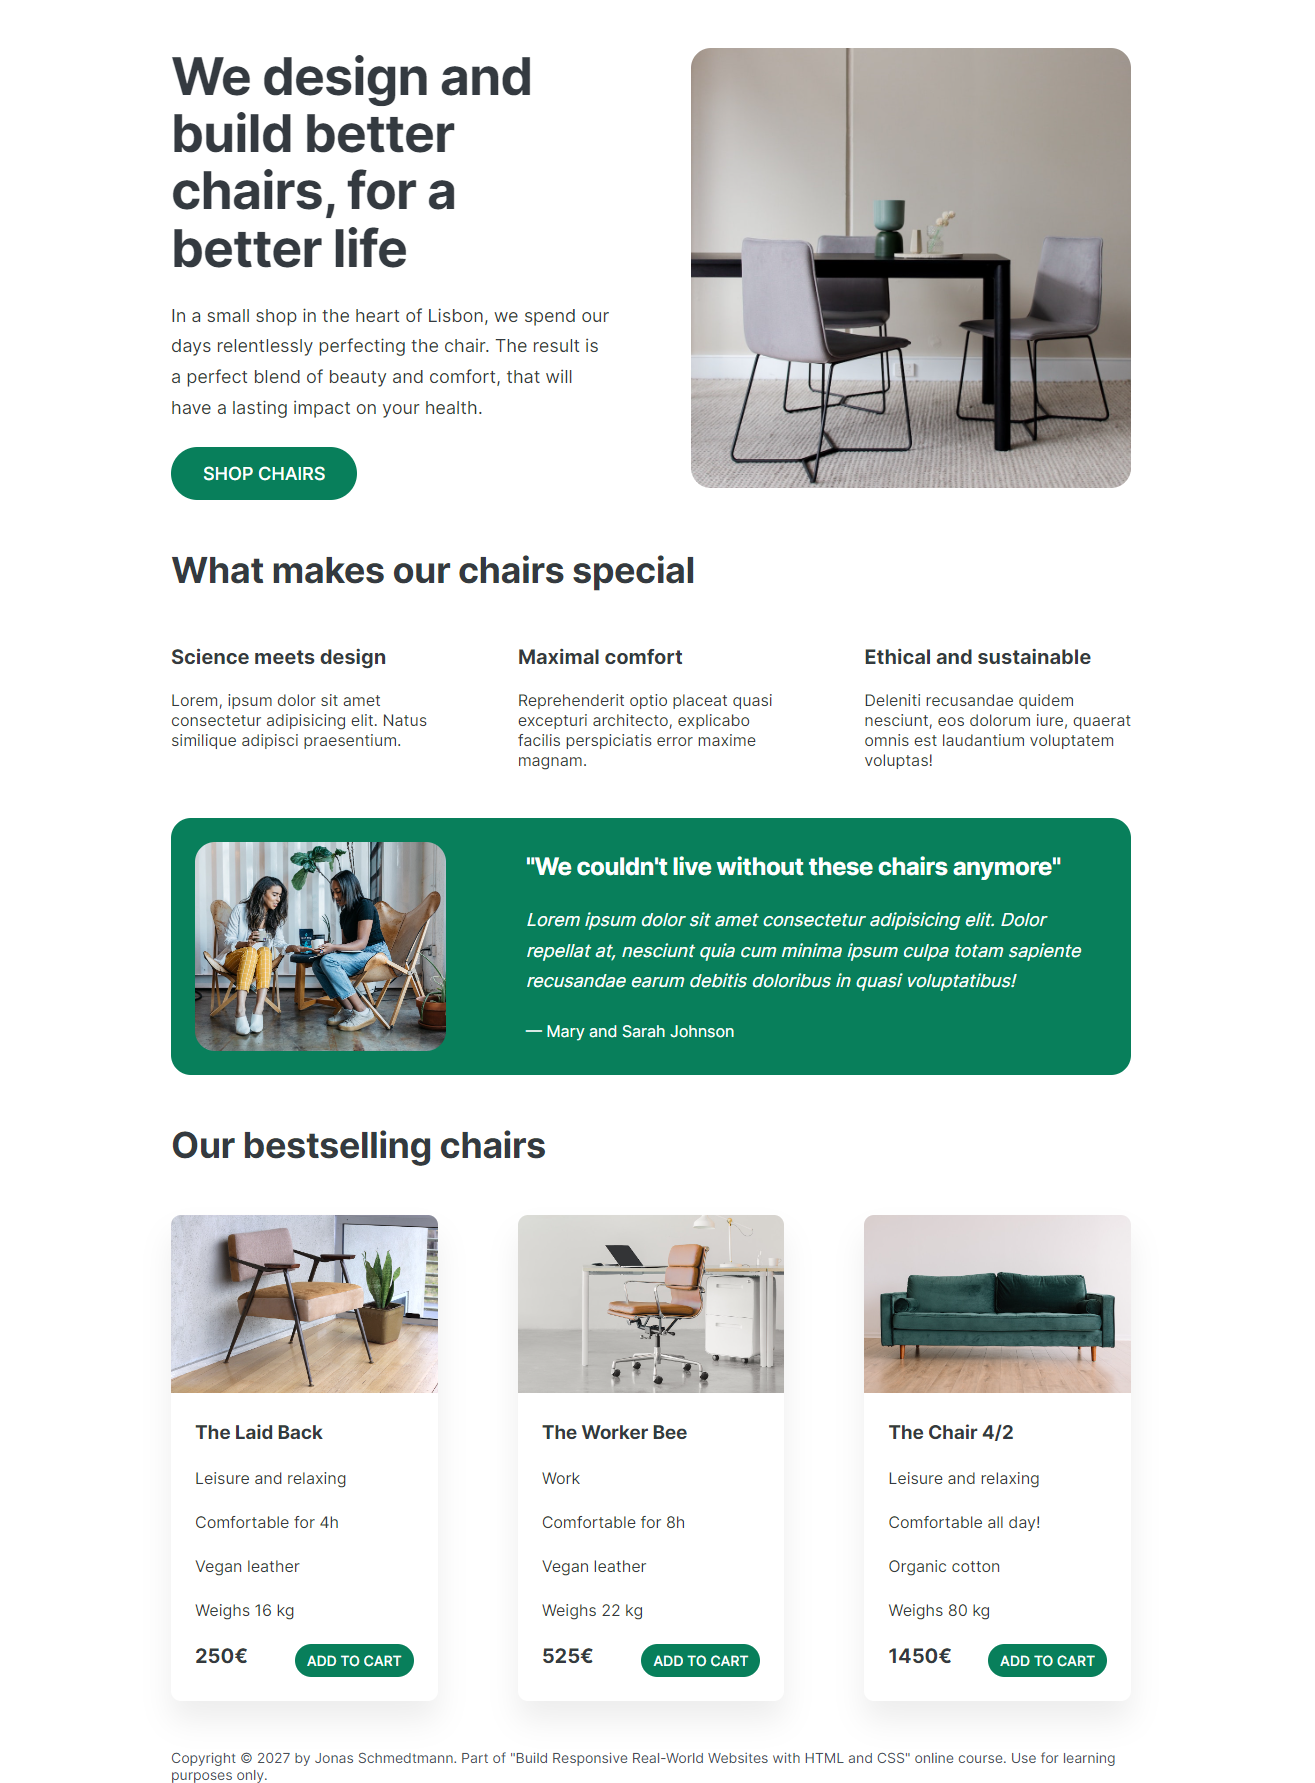 We design and
build better
chairs, for a
better life
In a small shop in the heart of Lisbon, we spend our
days relentlessly perfecting the chair. The result is
a perfect blend of beauty and comfort, that will
have a lasting impact on your health.
SHOP CHAIRS
What makes our chairs special
Science meets design
Lorem, ipsum dolor sit amet
consectetur adipisicing elit. Natus
similique adipisci praesentium.
Maximal comfort
Reprehenderit optio placeat quasi
excepturi architecto, explicabo
facilis perspiciatis error maxime
magnam.
Ethical and sustainable
Deleniti recusandae quidem
nesciunt, eos dolorum iure, quaerat
omnis est laudantium voluptatem
voluptas!
"We couldn't live without these chairs anymore"
Lorem ipsum dolor sit amet consectetur adipisicing elit. Dolor
repellat at, nesciunt quia cum minima ipsum culpa totam sapiente
recusandae earum debitis doloribus in quasi voluptatibus!
— Mary and Sarah Johnson
Our bestselling chairs
The Laid Back
Leisure and relaxing
Comfortable for 4h
Vegan leather
Weighs 16 kg
250€
ADD TO CART
The Worker Bee
Work
Comfortable for 8h
Vegan leather
Weighs 22 kg
525€
ADD TO CART
The Chair 4/2
Leisure and relaxing
Comfortable all day!
Organic cotton
Weighs 80 kg
1450€
ADD TO CART
Copyright © 2027 by Jonas Schmedtmann. Part of "Build Responsive Real-World Websites with HTML and CSS" online course. Use for learning
purposes only.